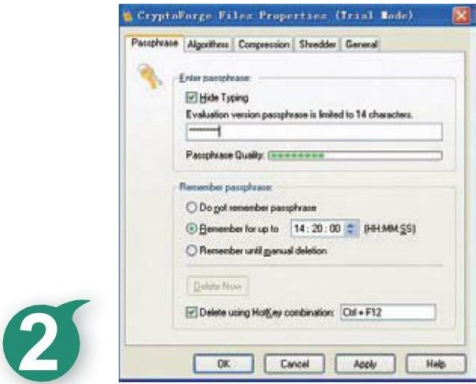 CryptoForge Files Properties (Trial Mode)
Passphrase Algorithms Compression Shredder General
Enter passphrase:
Hide Typing
Evaluation version passphrase is limited to 14 characters.
Passphrase Quality:
Remember passphrase:
Do not remember passphrase
Remember for up to 14:20:00 (HH:MM:SS)
Remember until manual deletion
Delete Now
Delete using HotKey combination: Ctrl + F12
2
OK Cancel Apply Help